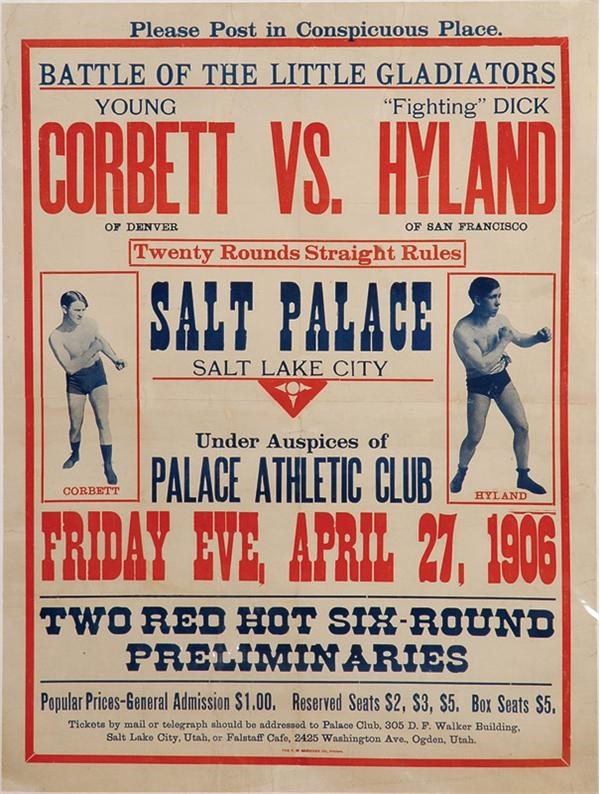 Please Post in Conspicuous Place.
BATTLE OF THE LITTLE GLADIATORS
YOUNG "Fighting" DICK
CORBETT VS. HYLAND
OF DENVER OF SAN FRANCISCO
Twenty Rounds Straight Rules
SALT PALACE
SALT LAKE CITY
Under Auspices of
PALACE ATHLETIC CLUB
CORBETT HYLAND
FRIDAY EVE, APRIL 27, 1906
TWO RED HOT SIX-ROUND
PRELIMINARIES
Popular Prices-General Admission $1.00. Reserved Seats $2, $3, $5. Box Seats $5.
Tickets by mail or telegraph should be addressed to Palace Club, 305 D. F. Walker Building,
Salt Lake City, Utah, or Falstaff Cafe, 2425 Washington Ave., Ogden, Utah.